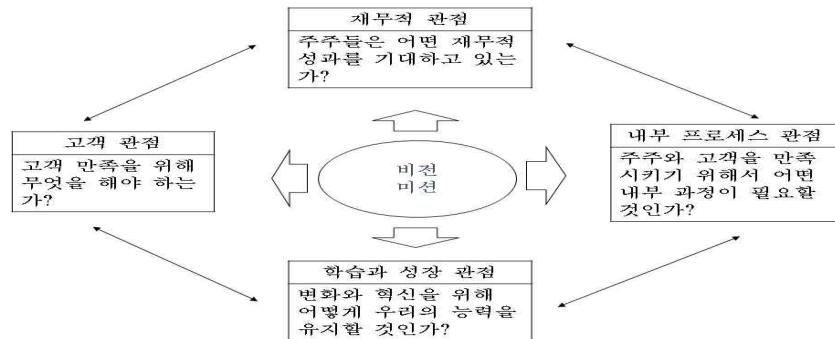 재무적 관점
주주들은 어떤 재무적
성과를 기대하고 있는
가?
고객 관점
고객 만족을 위해
무엇을 해야 하는
가?
비전
미션
내부 프로세스 관점
주주와 고객을 만족
시키기 위해서 어떤
내부 과정이 필요할
것인가?
학습과 성장 관점
변화와 혁신을 위해
어떻게 우리의 능력을
유지할 것인가?